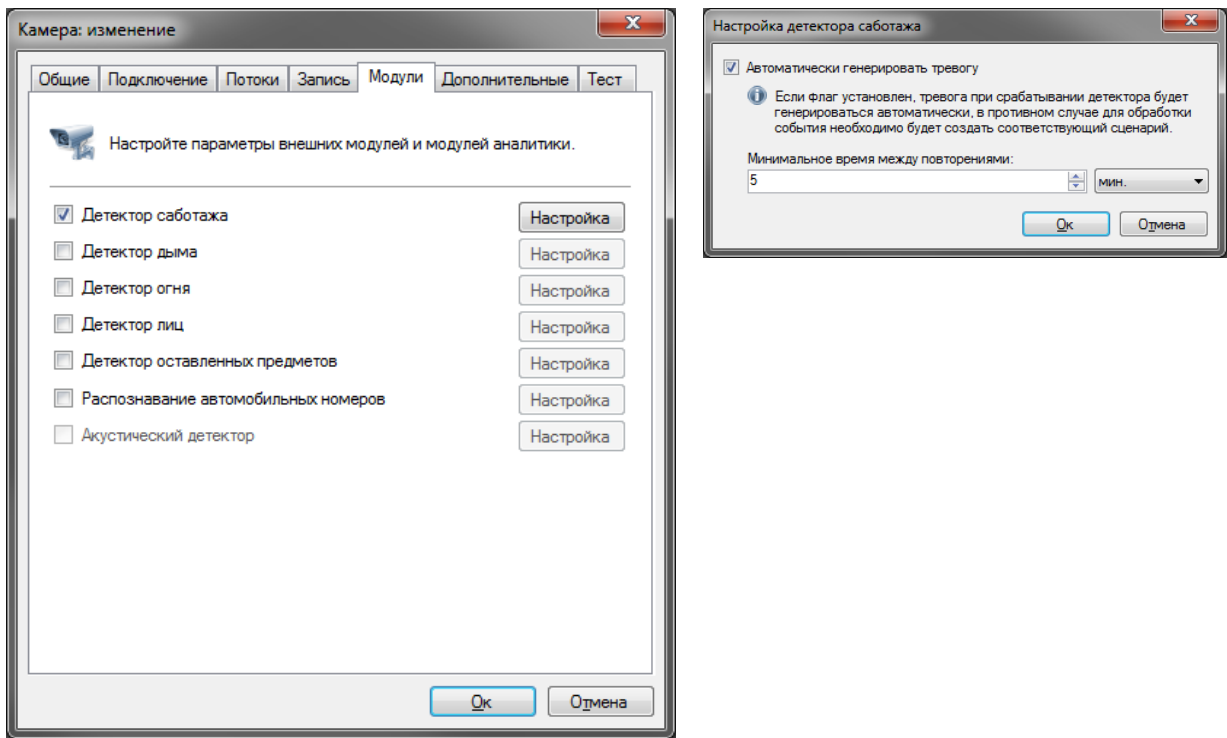 Камера: изменение
Общие
Подключение
Потоки
Запись
Модули
Дополнительные
Тест
Настройте параметры внешних модулей и модулей аналитики.
Детектор саботажа
Настройка
Детектор дыма
Настройка
Детектор огня
Настройка
Детектор лиц
Настройка
Детектор оставленных предметов
Настройка
Распознавание автомобильных номеров
Настройка
Акустический детектор
Настройка
Ок
Отмена
Настройка детектора саботажа
Автоматически генерировать тревогу
Если флаг установлен, тревога при срабатывании детектора будет
генерироваться автоматически, в противном случае для обработки
события необходимо будет создать соответствующий сценарий.
Минимальное время между повторениями:
5
мин.
Ок
Отмена